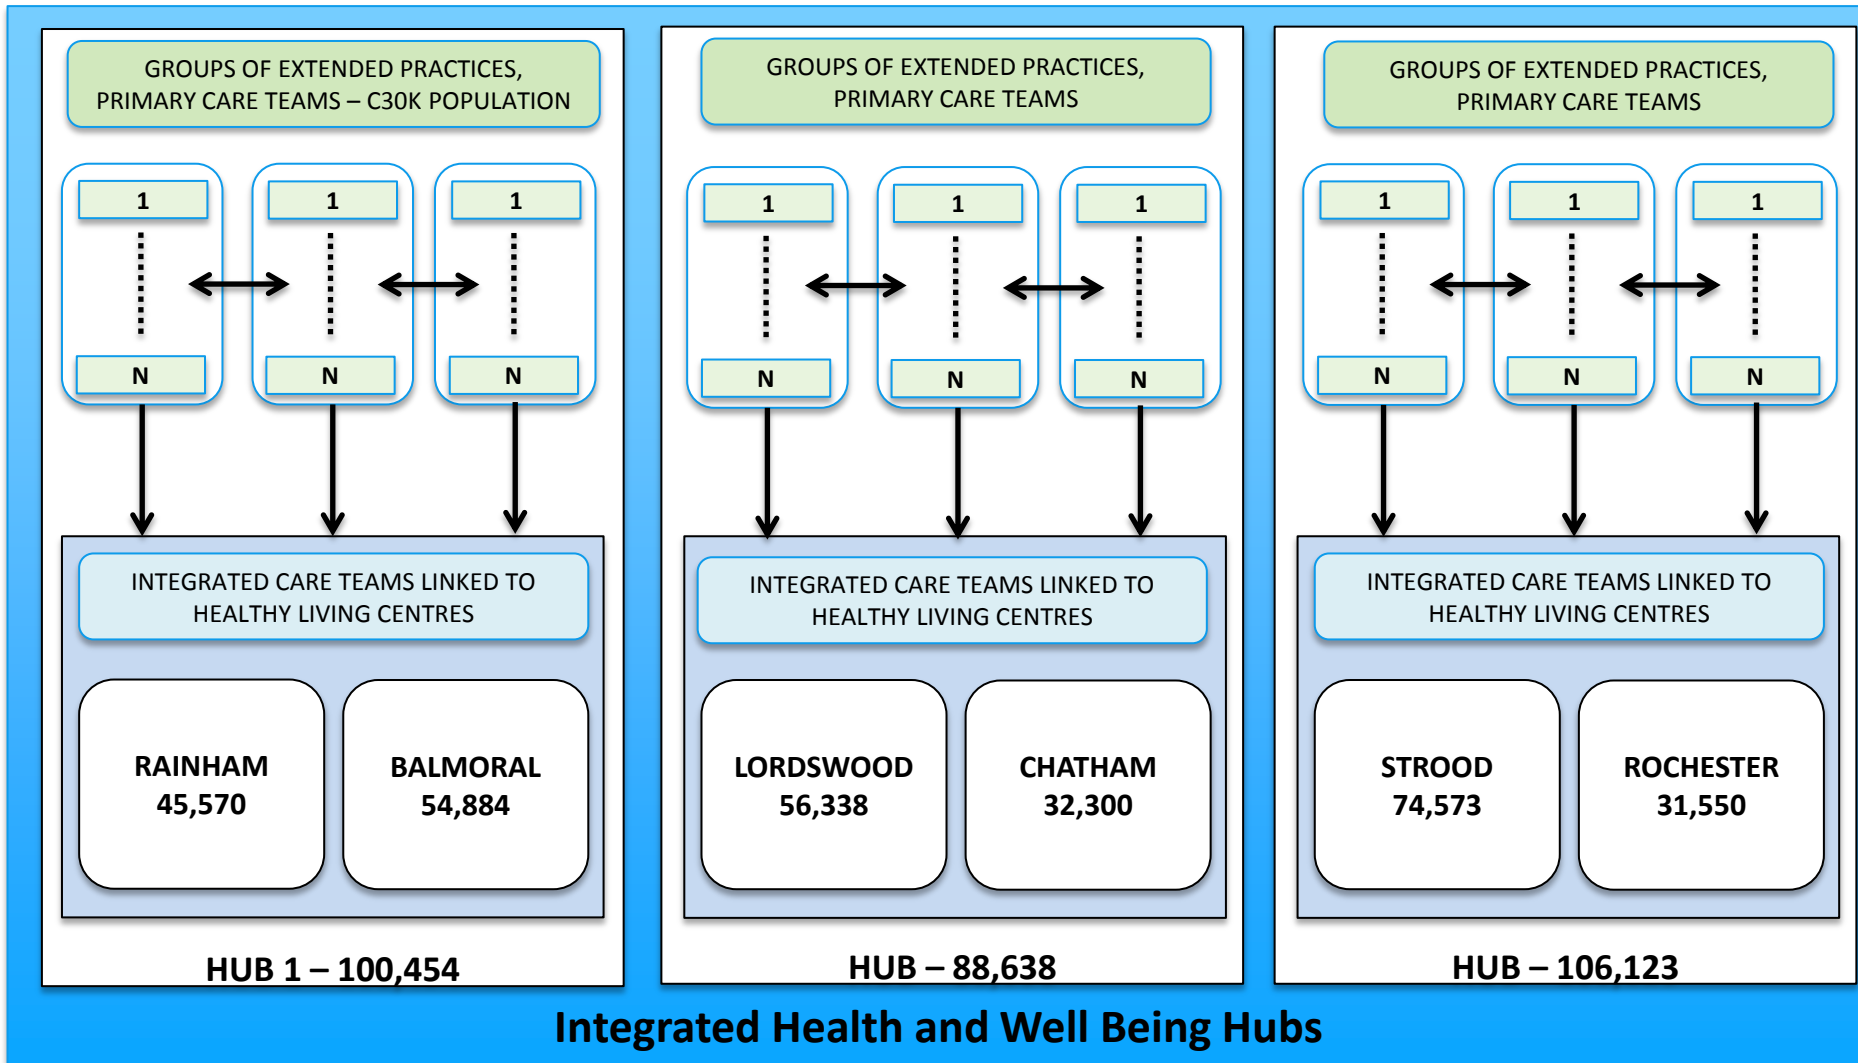 GROUPS OF EXTENDED PRACTICES,
PRIMARY CARE TEAMS – C30K POPULATION
1
1
1
N
N
N
INTEGRATED CARE TEAMS LINKED TO
HEALTHY LIVING CENTRES
RAINHAM
45,570
BALMORAL
54,884
HUB 1 – 100,454
GROUPS OF EXTENDED PRACTICES,
PRIMARY CARE TEAMS
1
1
1
N
N
N
INTEGRATED CARE TEAMS LINKED TO
HEALTHY LIVING CENTRES
LORDSWOOD
56,338
CHATHAM
32,300
HUB – 88,638
GROUPS OF EXTENDED PRACTICES,
PRIMARY CARE TEAMS
1
1
1
N
N
N
INTEGRATED CARE TEAMS LINKED TO
HEALTHY LIVING CENTRES
STROOD
74,573
ROCHESTER
31,550
HUB – 106,123
Integrated Health and Well Being Hubs